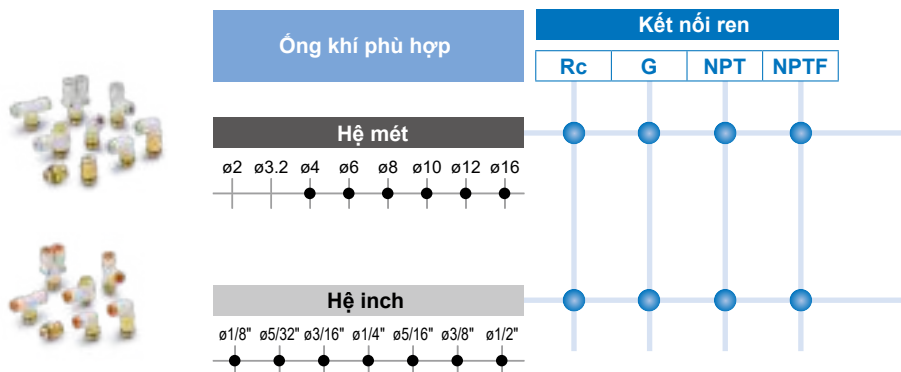 Ống khí phù hợp
Kết nối ren
Rc G NPT NPTF
Hệ mét
ø2 ø3.2 ø4 ø6 ø8 ø10 ø12 ø16
Hệ inch
ø1/8" ø5/32" ø3/16" ø1/4" ø5/16" ø3/8" ø1/2"